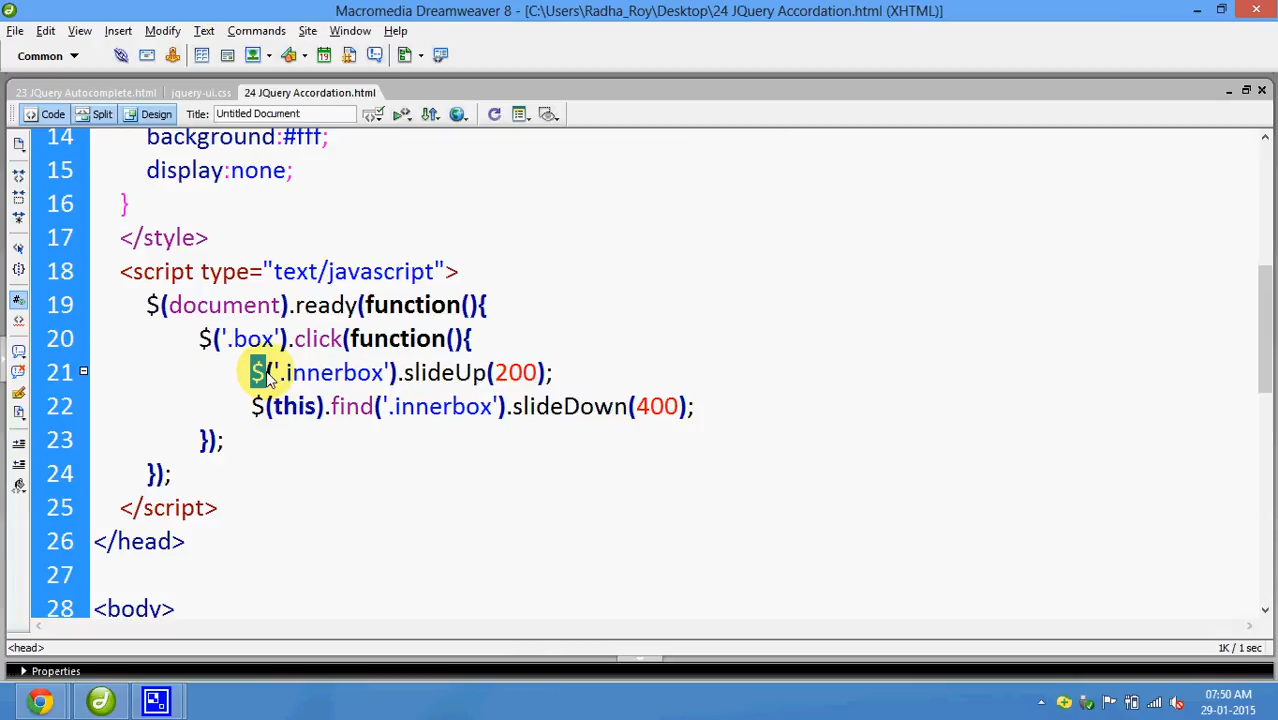 Macromedia Dreamweaver 8 - [C:\Users\Radha_Roy\Desktop\24 JQuery Accordation.html (XHTML)]
File Edit View Insert Modify Text Commands Site Window Help
Common
23 JQuery Autocomplete.html jquery-ui.css 24 JQuery Accordation.html
Code Split Design Title: Untitled Document
14 background:#fff;
15 display:none;
16 }
17 </style>
18 <script type="text/javascript">
19 $(document).ready(function(){
20 $('.box').click(function(){
21 $('.innerbox').slideUp(200);
22 $(this).find('.innerbox').slideDown(400);
23 });
24 });
25 </script>
26 </head>
27
28 <body>
<head> 1K / 1 sec
Properties
07:50 AM
29-01-2015